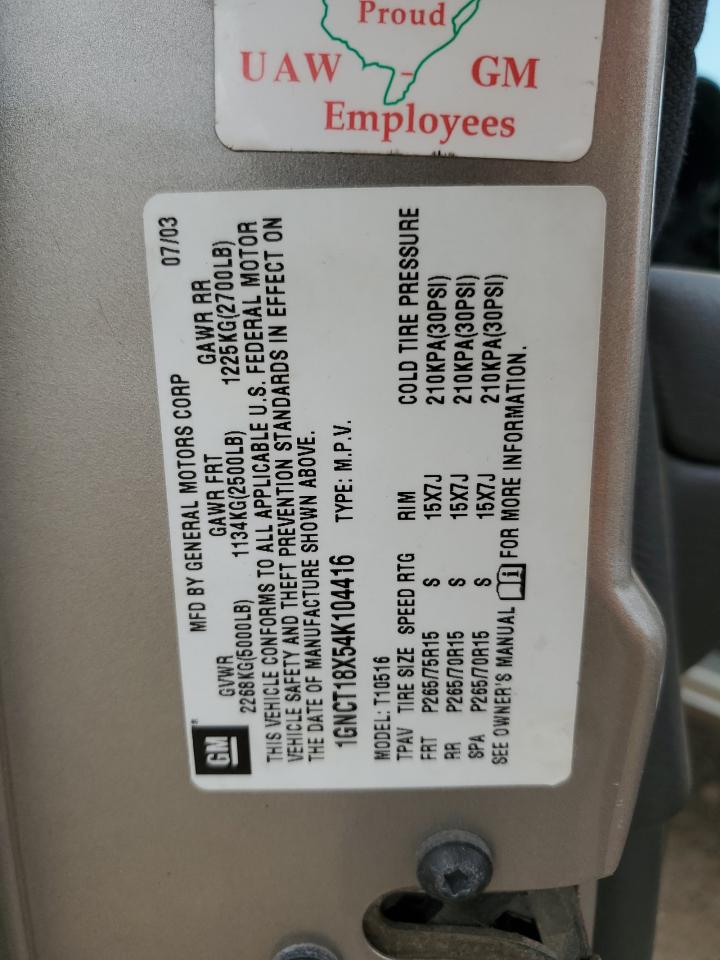 Proud
UAW - GM
Employees
MFD BY GENERAL MOTORS CORP 07/03
GM
GVWR GAWR FRT GAWR RR
2268KG(5000LB) 1134KG(2500LB) 1225KG(2700LB)
THIS VEHICLE CONFORMS TO ALL APPLICABLE U.S. FEDERAL MOTOR
VEHICLE SAFETY AND THEFT PREVENTION STANDARDS IN EFFECT ON
THE DATE OF MANUFACTURE SHOWN ABOVE.
1GNCT18X54K104416 TYPE: M.P.V.
MODEL: T10516
TPAV TIRE SIZE SPEED RTG RIM COLD TIRE PRESSURE
FRT P265/75R15 S 15X7J 210KPA(30PSI)
RR P265/70R15 S 15X7J 210KPA(30PSI)
SPA P265/70R15 S 15X7J 210KPA(30PSI)
SEE OWNER'S MANUAL FOR MORE INFORMATION.